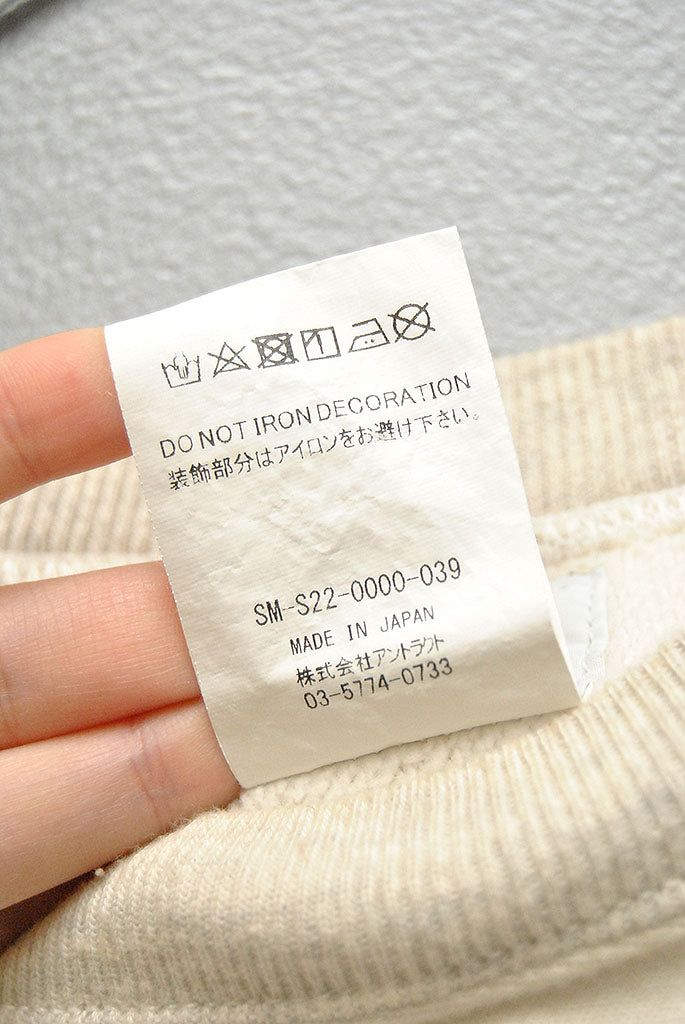 DO NOT IRON DECORATION
装飾部分はアイロンをお避け下さい。
SM-S22-0000-039
MADE IN JAPAN
株式会社アントラクト
03-5774-0733